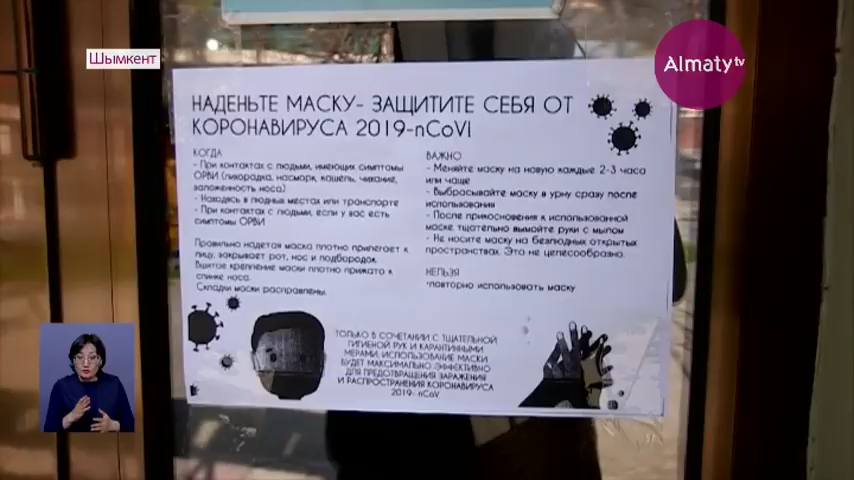 Шымкент
Almaty tv
НАДЕНЬТЕ МАСКУ- ЗАЩИТИТЕ СЕБЯ ОТ
КОРОНАВИРУСА 2019-nCoV!
КОГДА
- При контактах с людьми, имеющих симптомы
ОРВИ (лихорадка, насморк, кашель, чихание,
заложенность носа)
- Находясь в людных местах или транспорте
- При контактах с людьми, если у вас есть
симптомы ОРВИ
Правильно надетая маска плотно прилегает к
лицу, закрывает рот, нос и подбородок.
Вшитое крепление маски плотно прижато к
спинке носа.
Складки маски расправлены.
ВАЖНО
- Меняйте маску на новую каждые 2-3 часа
или чаще
- Выбрасывайте маску в урну сразу после
использования
- После прикосновения к использованной
маске тщательно вымойте руки с мылом
- Не носите маску на безлюдных открытых
пространствах. Это не целесообразно.
НЕЛЬЗЯ
-повторно использовать маску
ТОЛЬКО В СОЧЕТАНИИ С ТЩАТЕЛЬНОЙ
ГИГИЕНОЙ РУК И КАРАНТИННЫМИ
МЕРАМИ, ИСПОЛЬЗОВАНИЕ МАСКИ
БУДЕТ МАКСИМАЛЬНО ЭФФЕКТИВНО
ДЛЯ ПРЕДОТВРАЩЕНИЯ ЗАРАЖЕНИЯ
И РАСПРОСТРАНЕНИЯ КОРОНАВИРУСА
2019- nCoV